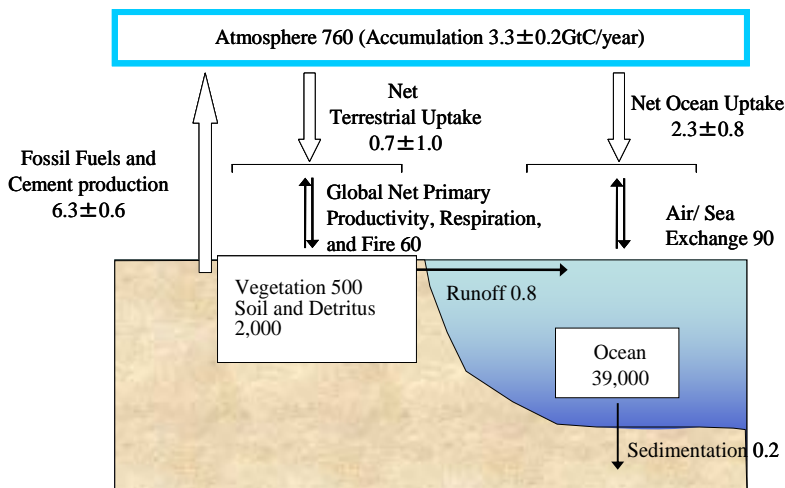 Atmosphere 760 (Accumulation 3.3±0.2GtC/year)
Net
Terrestrial Uptake
0.7±1.0
Net Ocean Uptake
2.3±0.8
Fossil Fuels and
Cement production
6.3±0.6
Global Net Primary
Productivity, Respiration,
and Fire 60
Air/ Sea
Exchange 90
Vegetation 500
Soil and Detritus
2,000
Runoff 0.8
Ocean
39,000
Sedimentation 0.2